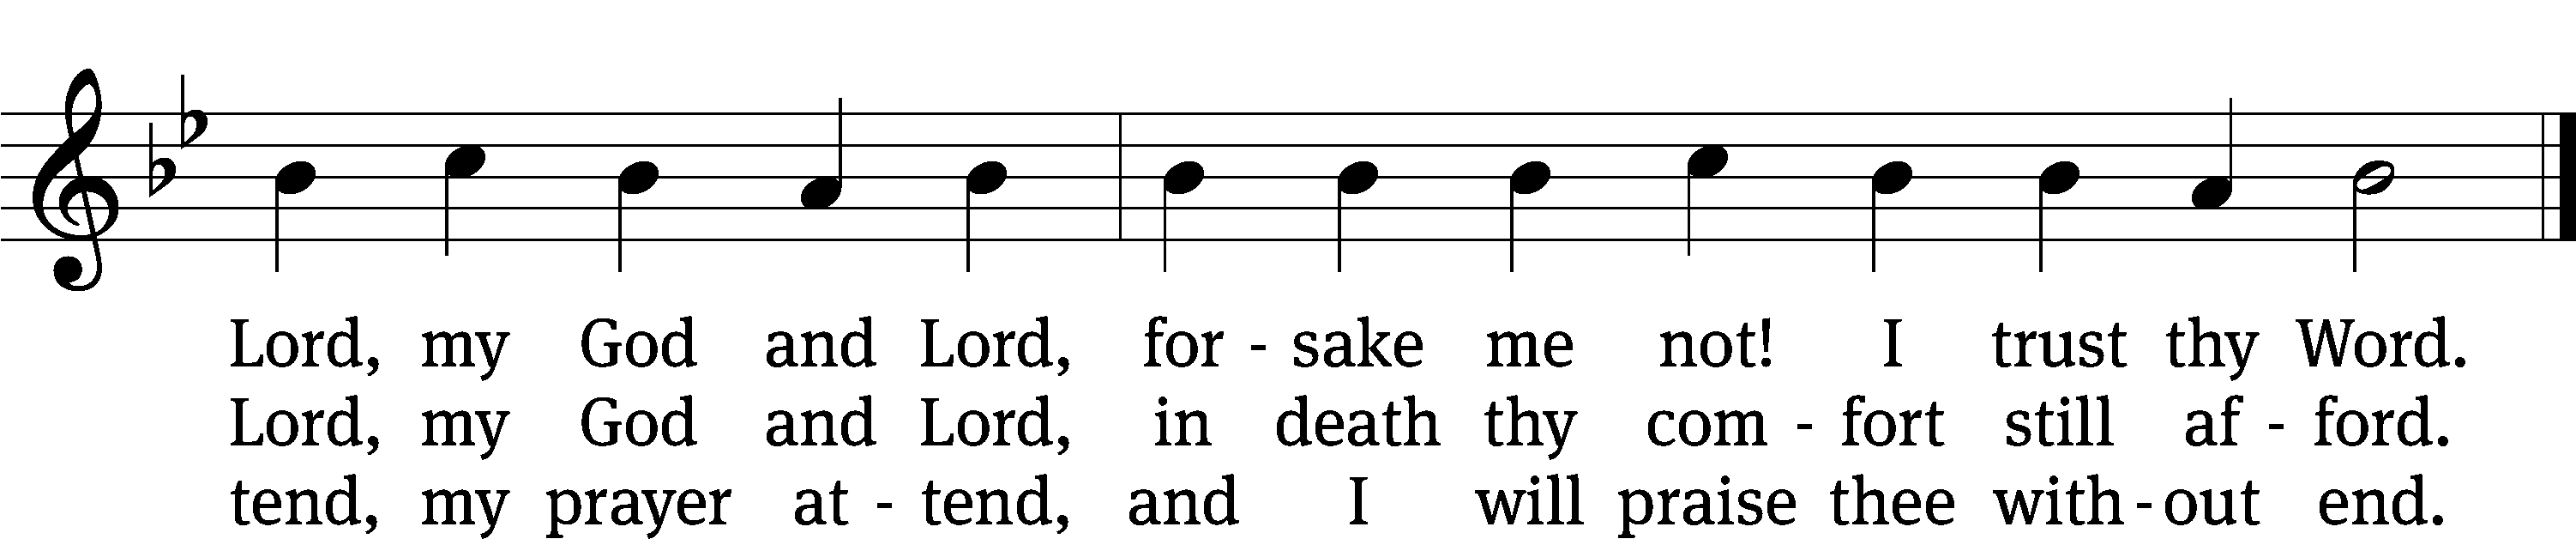 Lord, my God and Lord, for - sake me not! I trust thy Word.
Lord, my God and Lord, in death thy com - fort still af - ford.
tend, my prayer at - tend, and I will praise thee with - out end.